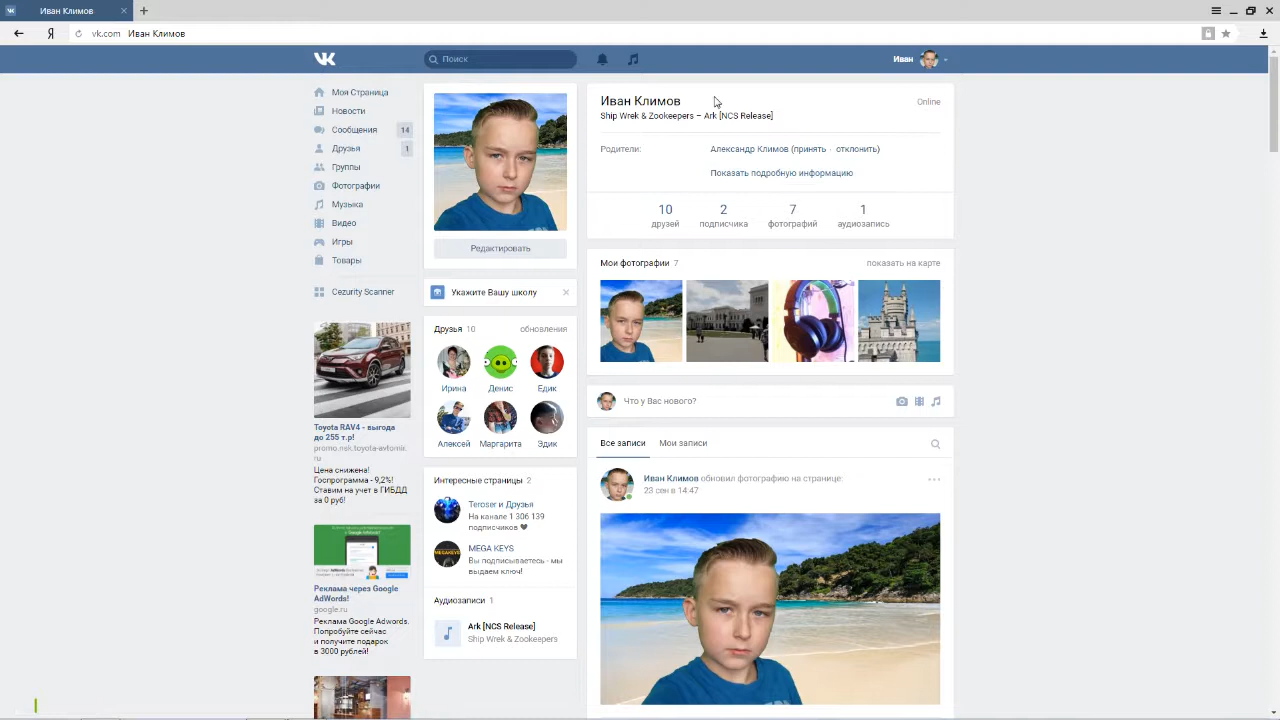 Иван Климов
vk.com Иван Климов
Поиск
Иван
Моя Страница
Новости
Сообщения 14
Друзья 1
Группы
Фотографии
Музыка
Видео
Игры
Товары
Cezurity Scanner
Toyota RAV4 - выгода
до 255 т.р!
promo.nsk.toyota-avtomir.
ru
Цена снижена!
Госпрограмма - 9,2%!
Ставим на учет в ГИБДД
за 0 руб!
Реклама через Google
AdWords!
google.ru
Реклама Google Adwords.
Попробуйте сейчас
и получите подарок
в 3000 рублей!
Редактировать
Укажите Вашу школу
Друзья 10 обновления
Ирина Денис Едик
Алексей Маргарита Эдик
Интересные страницы 2
Teroser и Друзья
На канале 1 306 139
подписчиков
MEGA KEYS
Вы подписываетесь - мы
выдаем ключ!
Аудиозаписи 1
Ark [NCS Release]
Ship Wrek & Zookeepers
Иван Климов Online
Ship Wrek & Zookeepers – Ark [NCS Release]
Родители: Александр Климов (принять · отклонить)
Показать подробную информацию
10 2 7 1
друзей подписчика фотографий аудиозапись
Мои фотографии 7 показать на карте
Что у Вас нового?
Все записи Мои записи
Иван Климов обновил фотографию на странице:
23 сен в 14:47